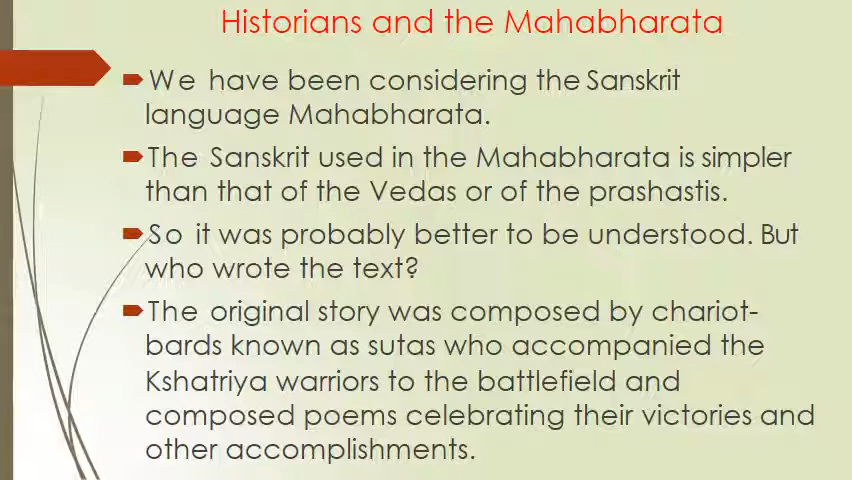 Historians and the Mahabharata
We have been considering the Sanskrit
language Mahabharata.
The Sanskrit used in the Mahabharata is simpler
than that of the Vedas or of the prashastis.
So it was probably better to be understood. But
who wrote the text?
The original story was composed by chariot-
bards known as sutas who accompanied the
Kshatriya warriors to the battlefield and
composed poems celebrating their victories and
other accomplishments.